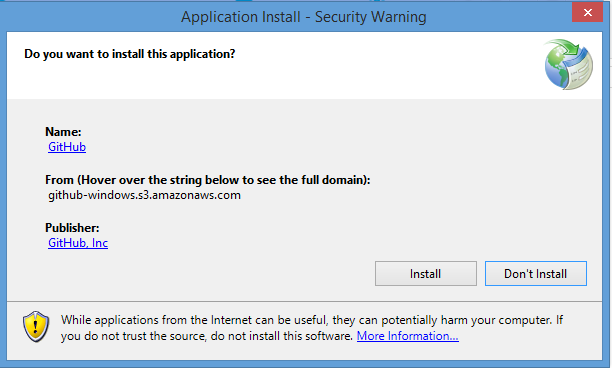 Application Install - Security Warning
Do you want to install this application?
Name:
GitHub
From (Hover over the string below to see the full domain):
github-windows.s3.amazonaws.com
Publisher:
GitHub, Inc
Install
Don't Install
While applications from the Internet can be useful, they can potentially harm your computer. If
you do not trust the source, do not install this software. More Information...